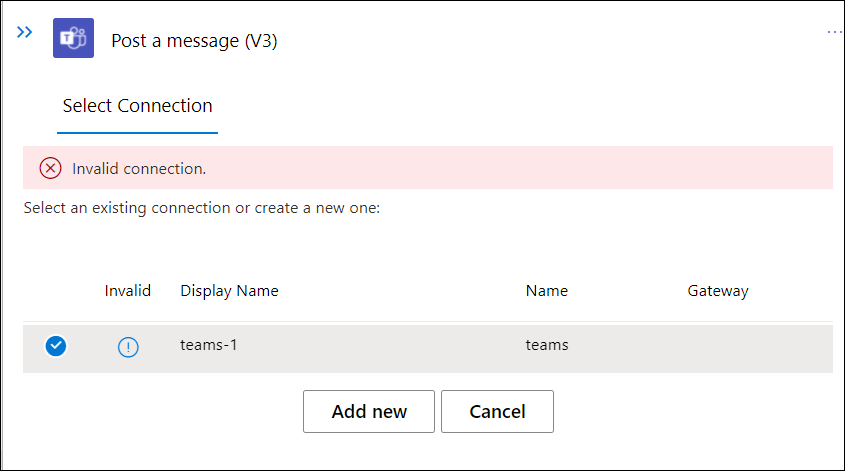 Post a message (V3)
Select Connection
Invalid connection.
Select an existing connection or create a new one:
Invalid Display Name Name Gateway
teams-1 teams
Add new Cancel